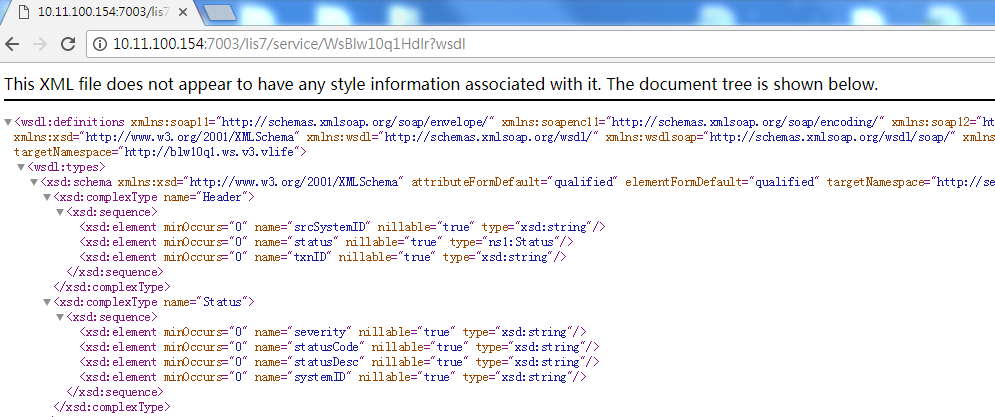 10.11.100.154:7003/lis7
10.11.100.154:7003/lis7/service/WsBlw10q1Hdlr?wsdl
This XML file does not appear to have any style information associated with it. The document tree is shown below.
<wsdl:definitions xmlns:soap11="http://schemas.xmlsoap.org/soap/envelope/" xmlns:soapenc11="http://schemas.xmlsoap.org/soap/encoding/" xmlns:soap12="h
xmlns:xsd="http://www.w3.org/2001/XMLSchema" xmlns:wsdl="http://schemas.xmlsoap.org/wsdl/" xmlns:wsdlsoap="http://schemas.xmlsoap.org/wsdl/soap/" xmlns
targetNamespace="http://blw10q1.ws.v3.vlife">
<wsdl:types>
<xsd:schema xmlns:xsd="http://www.w3.org/2001/XMLSchema" attributeFormDefault="qualified" elementFormDefault="qualified" targetNamespace="http://se
<xsd:complexType name="Header">
<xsd:sequence>
<xsd:element minOccurs="0" name="srcSystemID" nillable="true" type="xsd:string"/>
<xsd:element minOccurs="0" name="status" nillable="true" type="ns1:Status"/>
<xsd:element minOccurs="0" name="txnID" nillable="true" type="xsd:string"/>
</xsd:sequence>
</xsd:complexType>
<xsd:complexType name="Status">
<xsd:sequence>
<xsd:element minOccurs="0" name="severity" nillable="true" type="xsd:string"/>
<xsd:element minOccurs="0" name="statusCode" nillable="true" type="xsd:string"/>
<xsd:element minOccurs="0" name="statusDesc" nillable="true" type="xsd:string"/>
<xsd:element minOccurs="0" name="systemID" nillable="true" type="xsd:string"/>
</xsd:sequence>
</xsd:complexType>